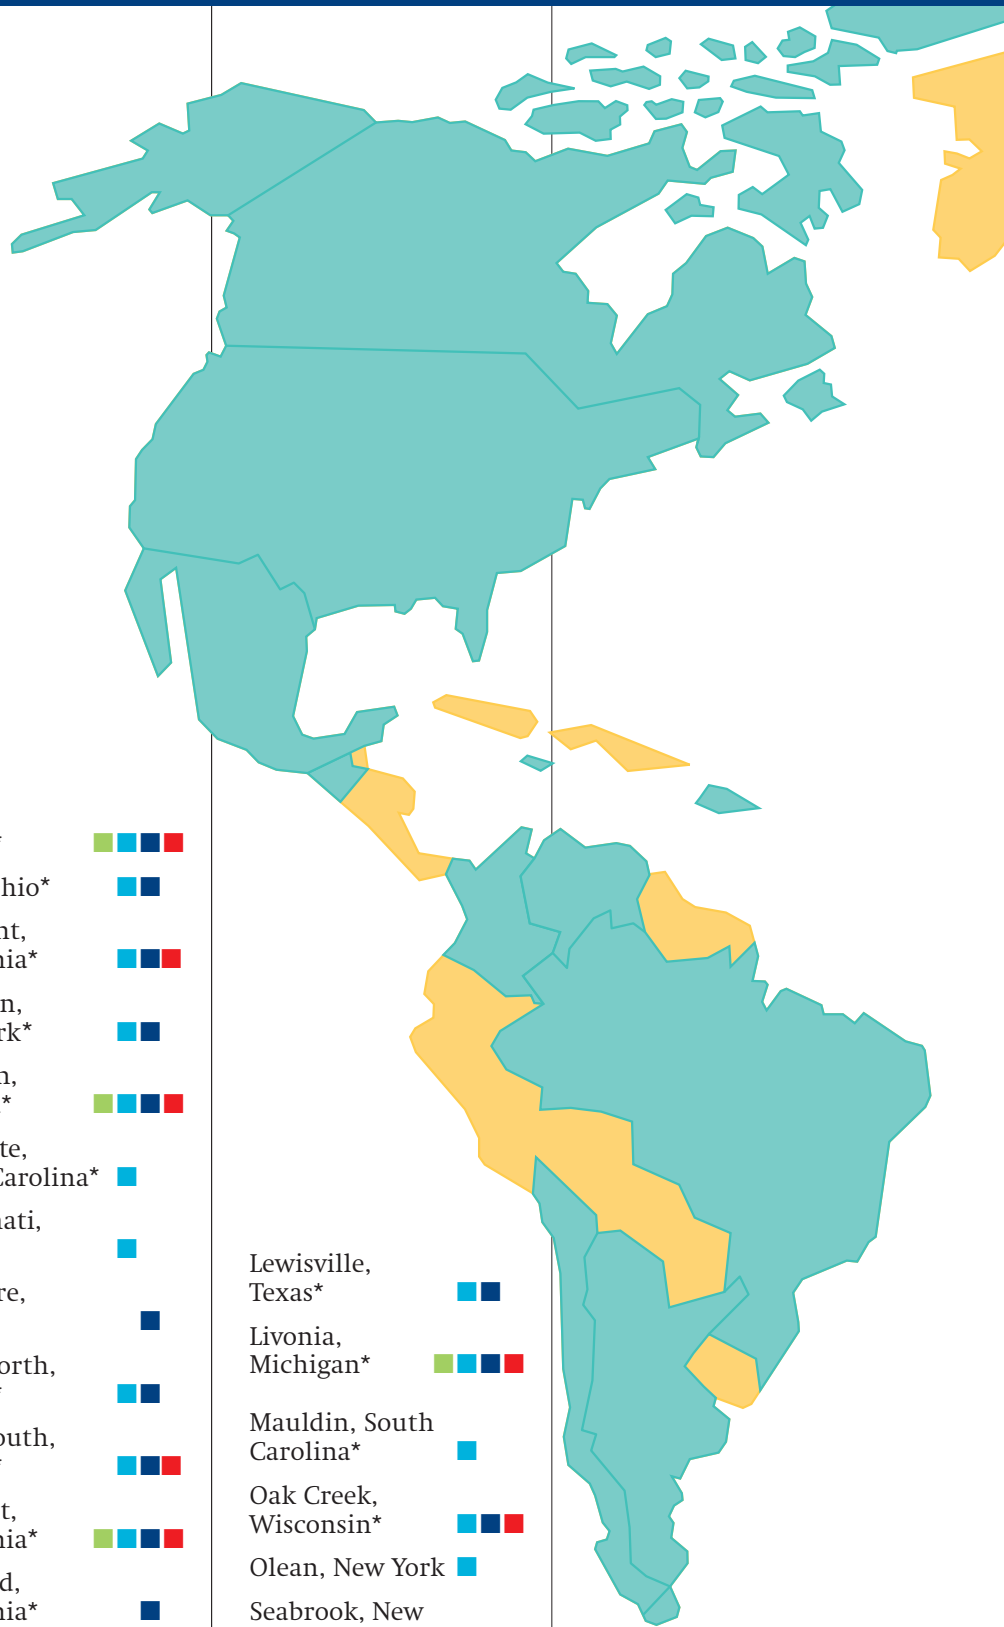 *
hio*
nt,
nia*
n,
rk*
n,
*
te,
Carolina*
nati,
re,
orth,
*
outh,
*
t,
nia*
d,
nia*
Lewisville,
Texas*
Livonia,
Michigan*
Mauldin, South
Carolina*
Oak Creek,
Wisconsin*
Olean, New York
Seabrook, New